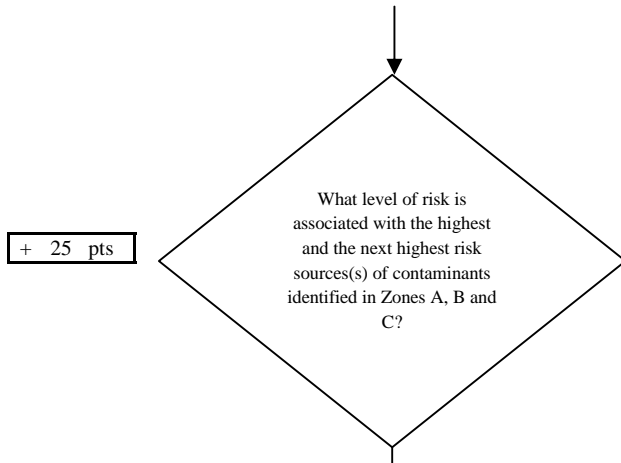 What level of risk is
associated with the highest
and the next highest risk
sources(s) of contaminants
identified in Zones A, B and
C?
+ 25 pts